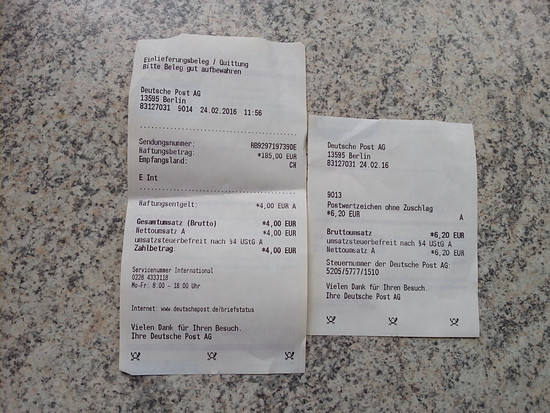 Einlieferungsbeleg / Quittung
Bitte Beleg gut aufbewahren
Deutsche Post AG
13595 Berlin
83127031 9014 24.02.2016 11:56
Sendungsnummer: RB929719739DE
Haftungsbetrag: *185,00 EUR
Empfangsland: CH
E Int
Haftungsentgelt: *4,00 EUR A
Gesamtumsatz (Brutto) *4,00 EUR
Nettoumsatz A *4,00 EUR
umsatzsteuerbefreit nach §4 UStG A
Zahlbetrag: *4,00 EUR
Servicenummer International
0228 4333118
Mo-Fr: 8:00 - 18:00 Uhr
Internet: www.deutschepost.de/briefstatus
Vielen Dank für Ihren Besuch.
Ihre Deutsche Post AG
Deutsche Post AG
13595 Berlin
83127031 24.02.16
9013
Postwertzeichen ohne Zuschlag
*6,20 EUR A
Bruttoumsatz *6,20 EUR
umsatzsteuerbefreit nach §4 UStG A
Nettoumsatz A *6,20 EUR
Steuernummer der Deutsche Post AG:
5205/5777/1510
Vielen Dank für Ihren Besuch.
Ihre Deutsche Post AG